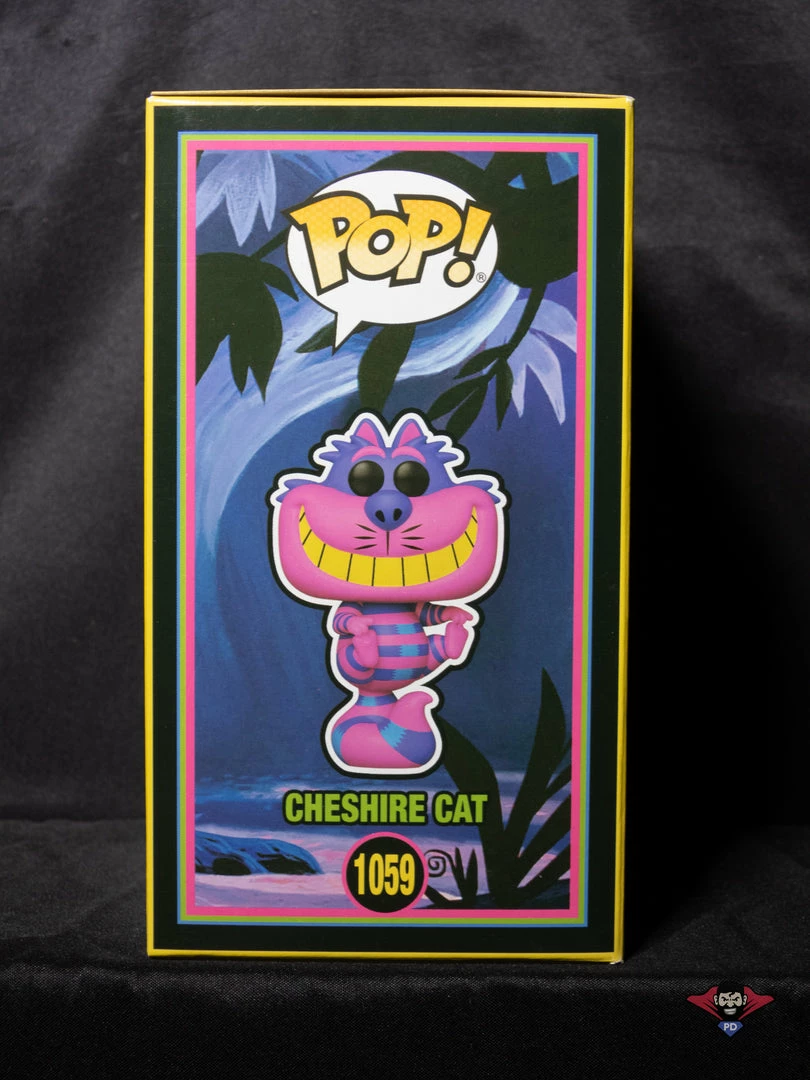 POP!
®
CHESHIRE CAT
1059
PD